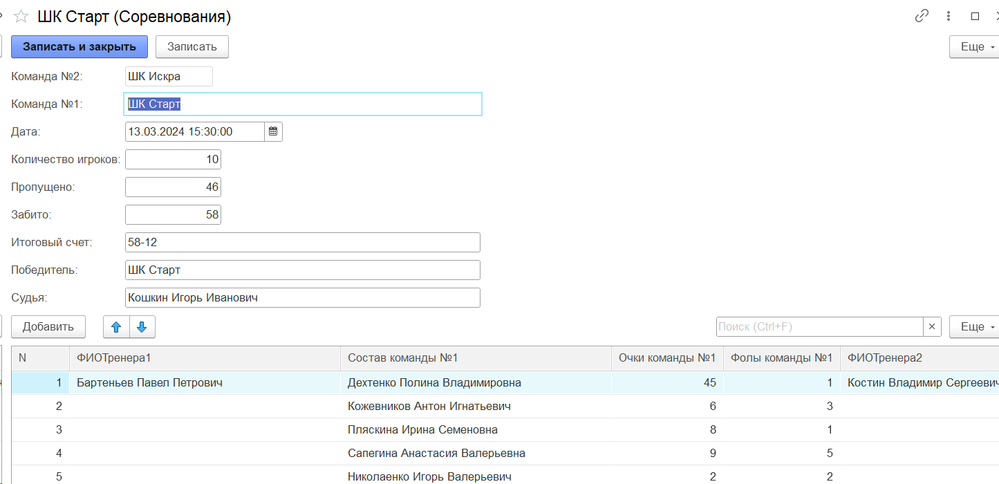 ШК Старт (Соревнования)
Записать и закрыть Записать Еще
Команда №2: ШК Искра
Команда №1: ШК Старт
Дата: 13.03.2024 15:30:00
Количество игроков: 10
Пропущено: 46
Забито: 58
Итоговый счет: 58-12
Победитель: ШК Старт
Судья: Кошкин Игорь Иванович
Добавить Поиск (Ctrl+F) × Еще
N ФИОТренера1 Состав команды №1 Очки команды №1 Фолы команды №1 ФИОТренера2
1 Бартеньев Павел Петрович Дехтенко Полина Владимировна 45 1 Костин Владимир Сергеевич
2 Кожевников Антон Игнатьевич 6 3
3 Пляскина Ирина Семеновна 8 1
4 Сапегина Анастасия Валерьевна 9 5
5 Николаенко Игорь Валерьевич 2 2